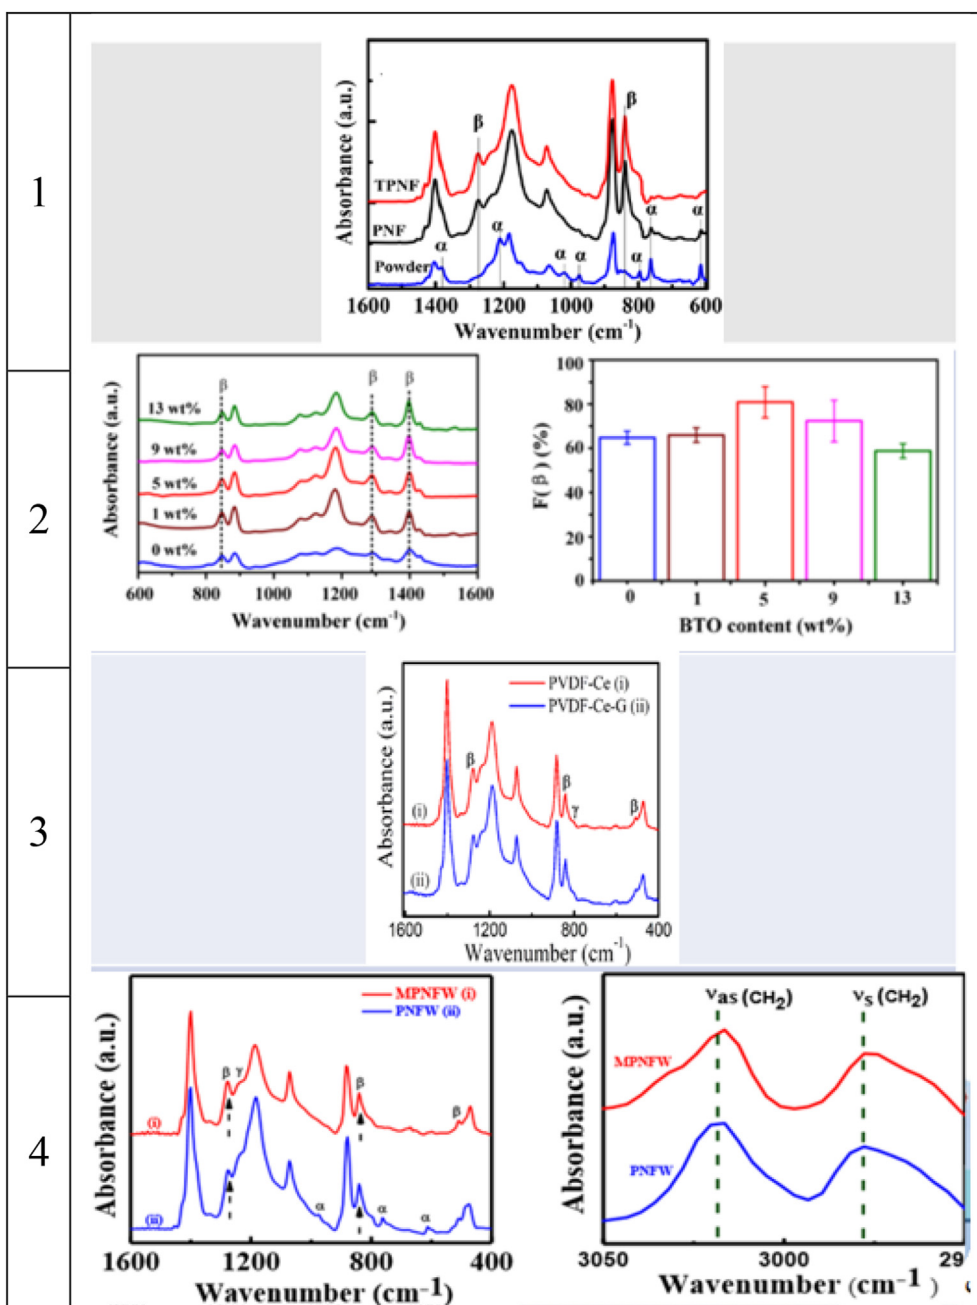 1
Absorbance (a.u.)
β
β
TPNF
PNF
α
α
α
α
α
α
α
Powder
1600 1400 1200 1000 800 600
Wavenumber (cm-1)
2
Absorbance (a.u.)
β
β
β
13 wt%
9 wt%
5 wt%
1 wt%
0 wt%
600 800 1000 1200 1400 1600
Wavenumber (cm-1)
F(β) (%)
100
80
60
40
20
0
0 1 5 9 13
BTO content (wt%)
3
Absorbance (a.u.)
PVDF-Ce (i)
PVDF-Ce-G (ii)
β
β
γ
β
(i)
(ii)
1600 1200 800 400
Wavenumber (cm-1)
4
Absorbance (a.u.)
MPNFW (i)
PNFW (ii)
β γ
β
β
(i)
α
α
α
(ii)
1600 1200 800 400
Wavenumber (cm-1)
Absorbance (a.u.)
νas (CH2)
νs (CH2)
MPNFW
PNFW
3050 3000 29
Wavenumber (cm-1)